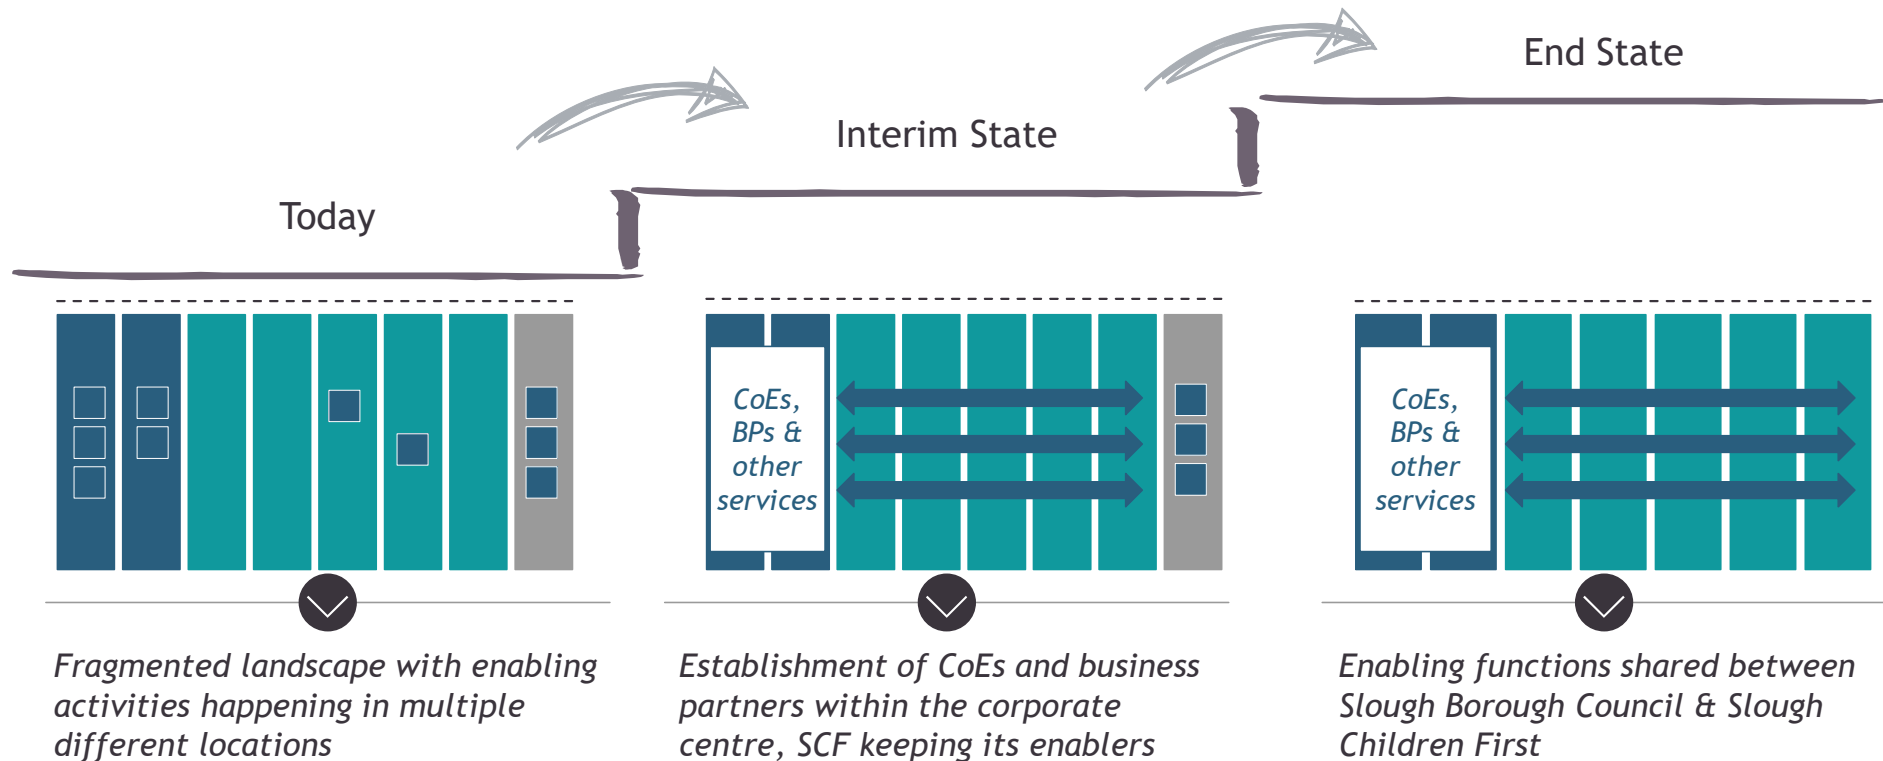 End State
Interim State
Today
CoEs,
BPs &
other
services
CoEs,
BPs &
other
services
Fragmented landscape with enabling
activities happening in multiple
different locations
Establishment of CoEs and business
partners within the corporate
centre, SCF keeping its enablers
Enabling functions shared between
Slough Borough Council & Slough
Children First